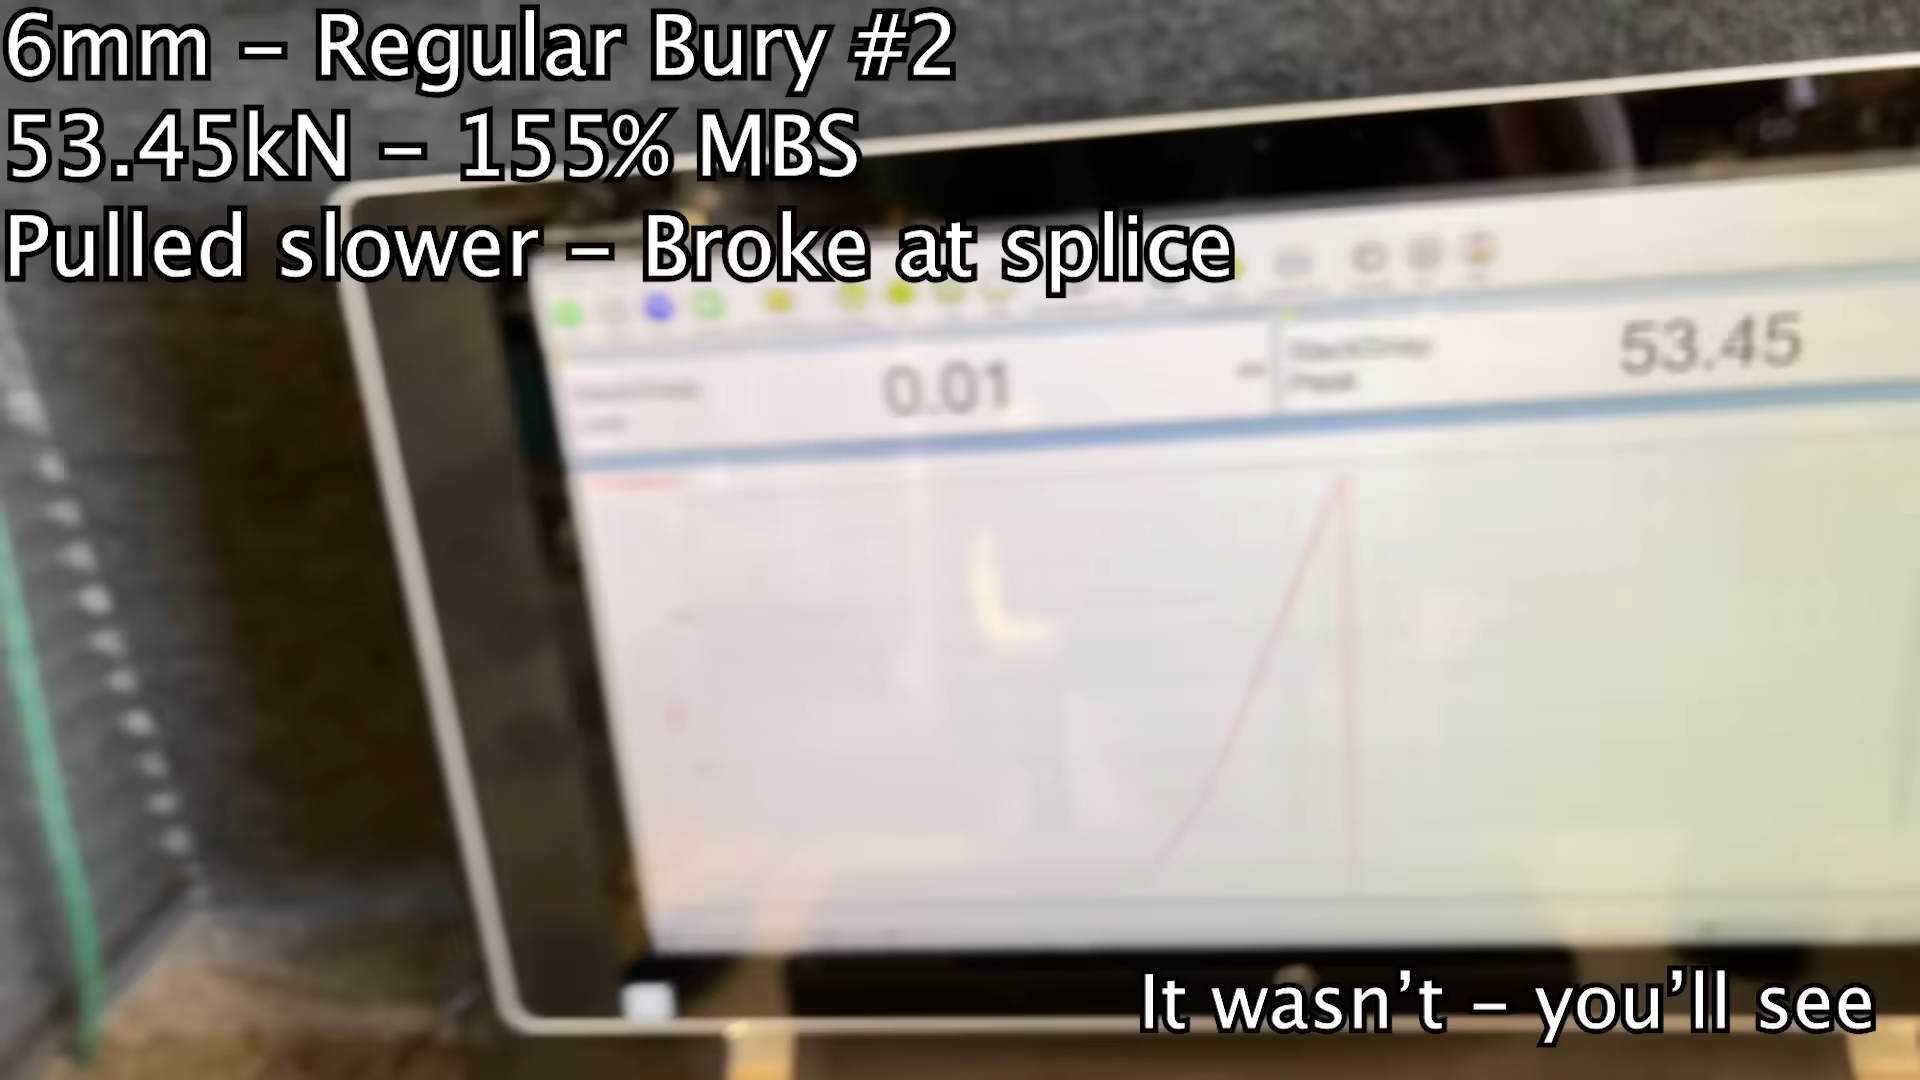 6mm – Regular Bury #2
53.45kN – 155% MBS
Pulled slower – Broke at splice
0.01
53.45
Peak
It wasn't – you'll see